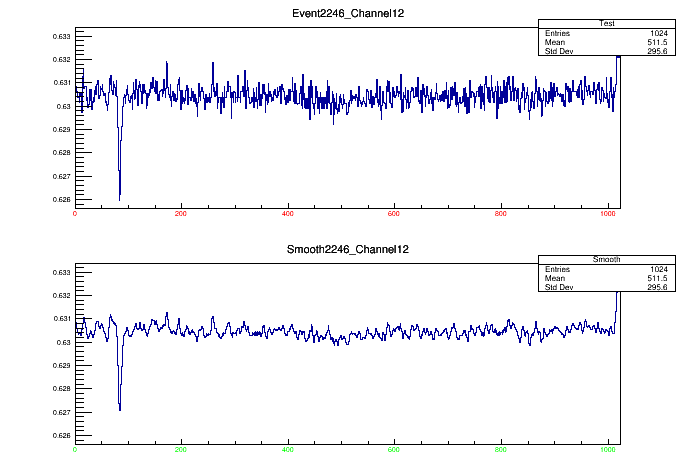 Event2246_Channel12
Test
Entries 1024
Mean 511.5
Std Dev 295.6
0.633
0.632
0.631
0.63
0.629
0.628
0.627
0.626
0 200 400 600 800 1000
Smooth2246_Channel12
Smooth
Entries 1024
Mean 511.5
Std Dev 295.6
0.633
0.632
0.631
0.63
0.629
0.628
0.627
0.626
0 200 400 600 800 1000